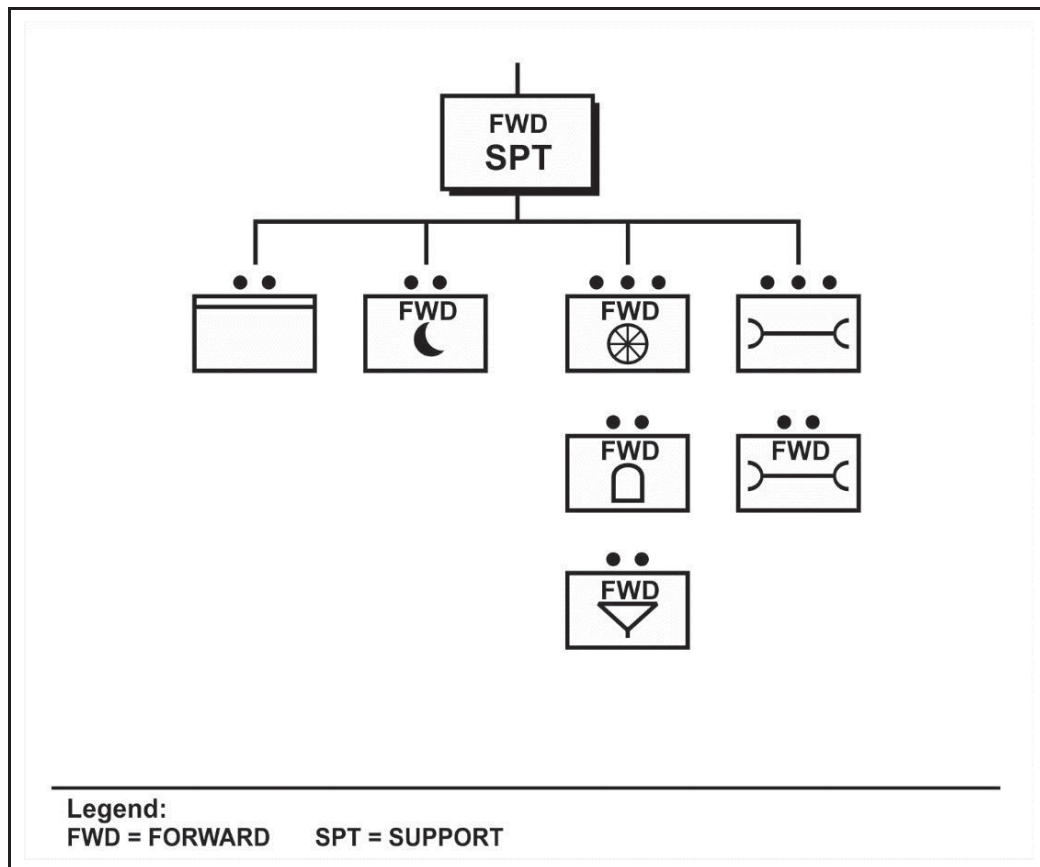 FWD
SPT
FWD
FWD
FWD
FWD
FWD
Legend:
FWD = FORWARD SPT = SUPPORT